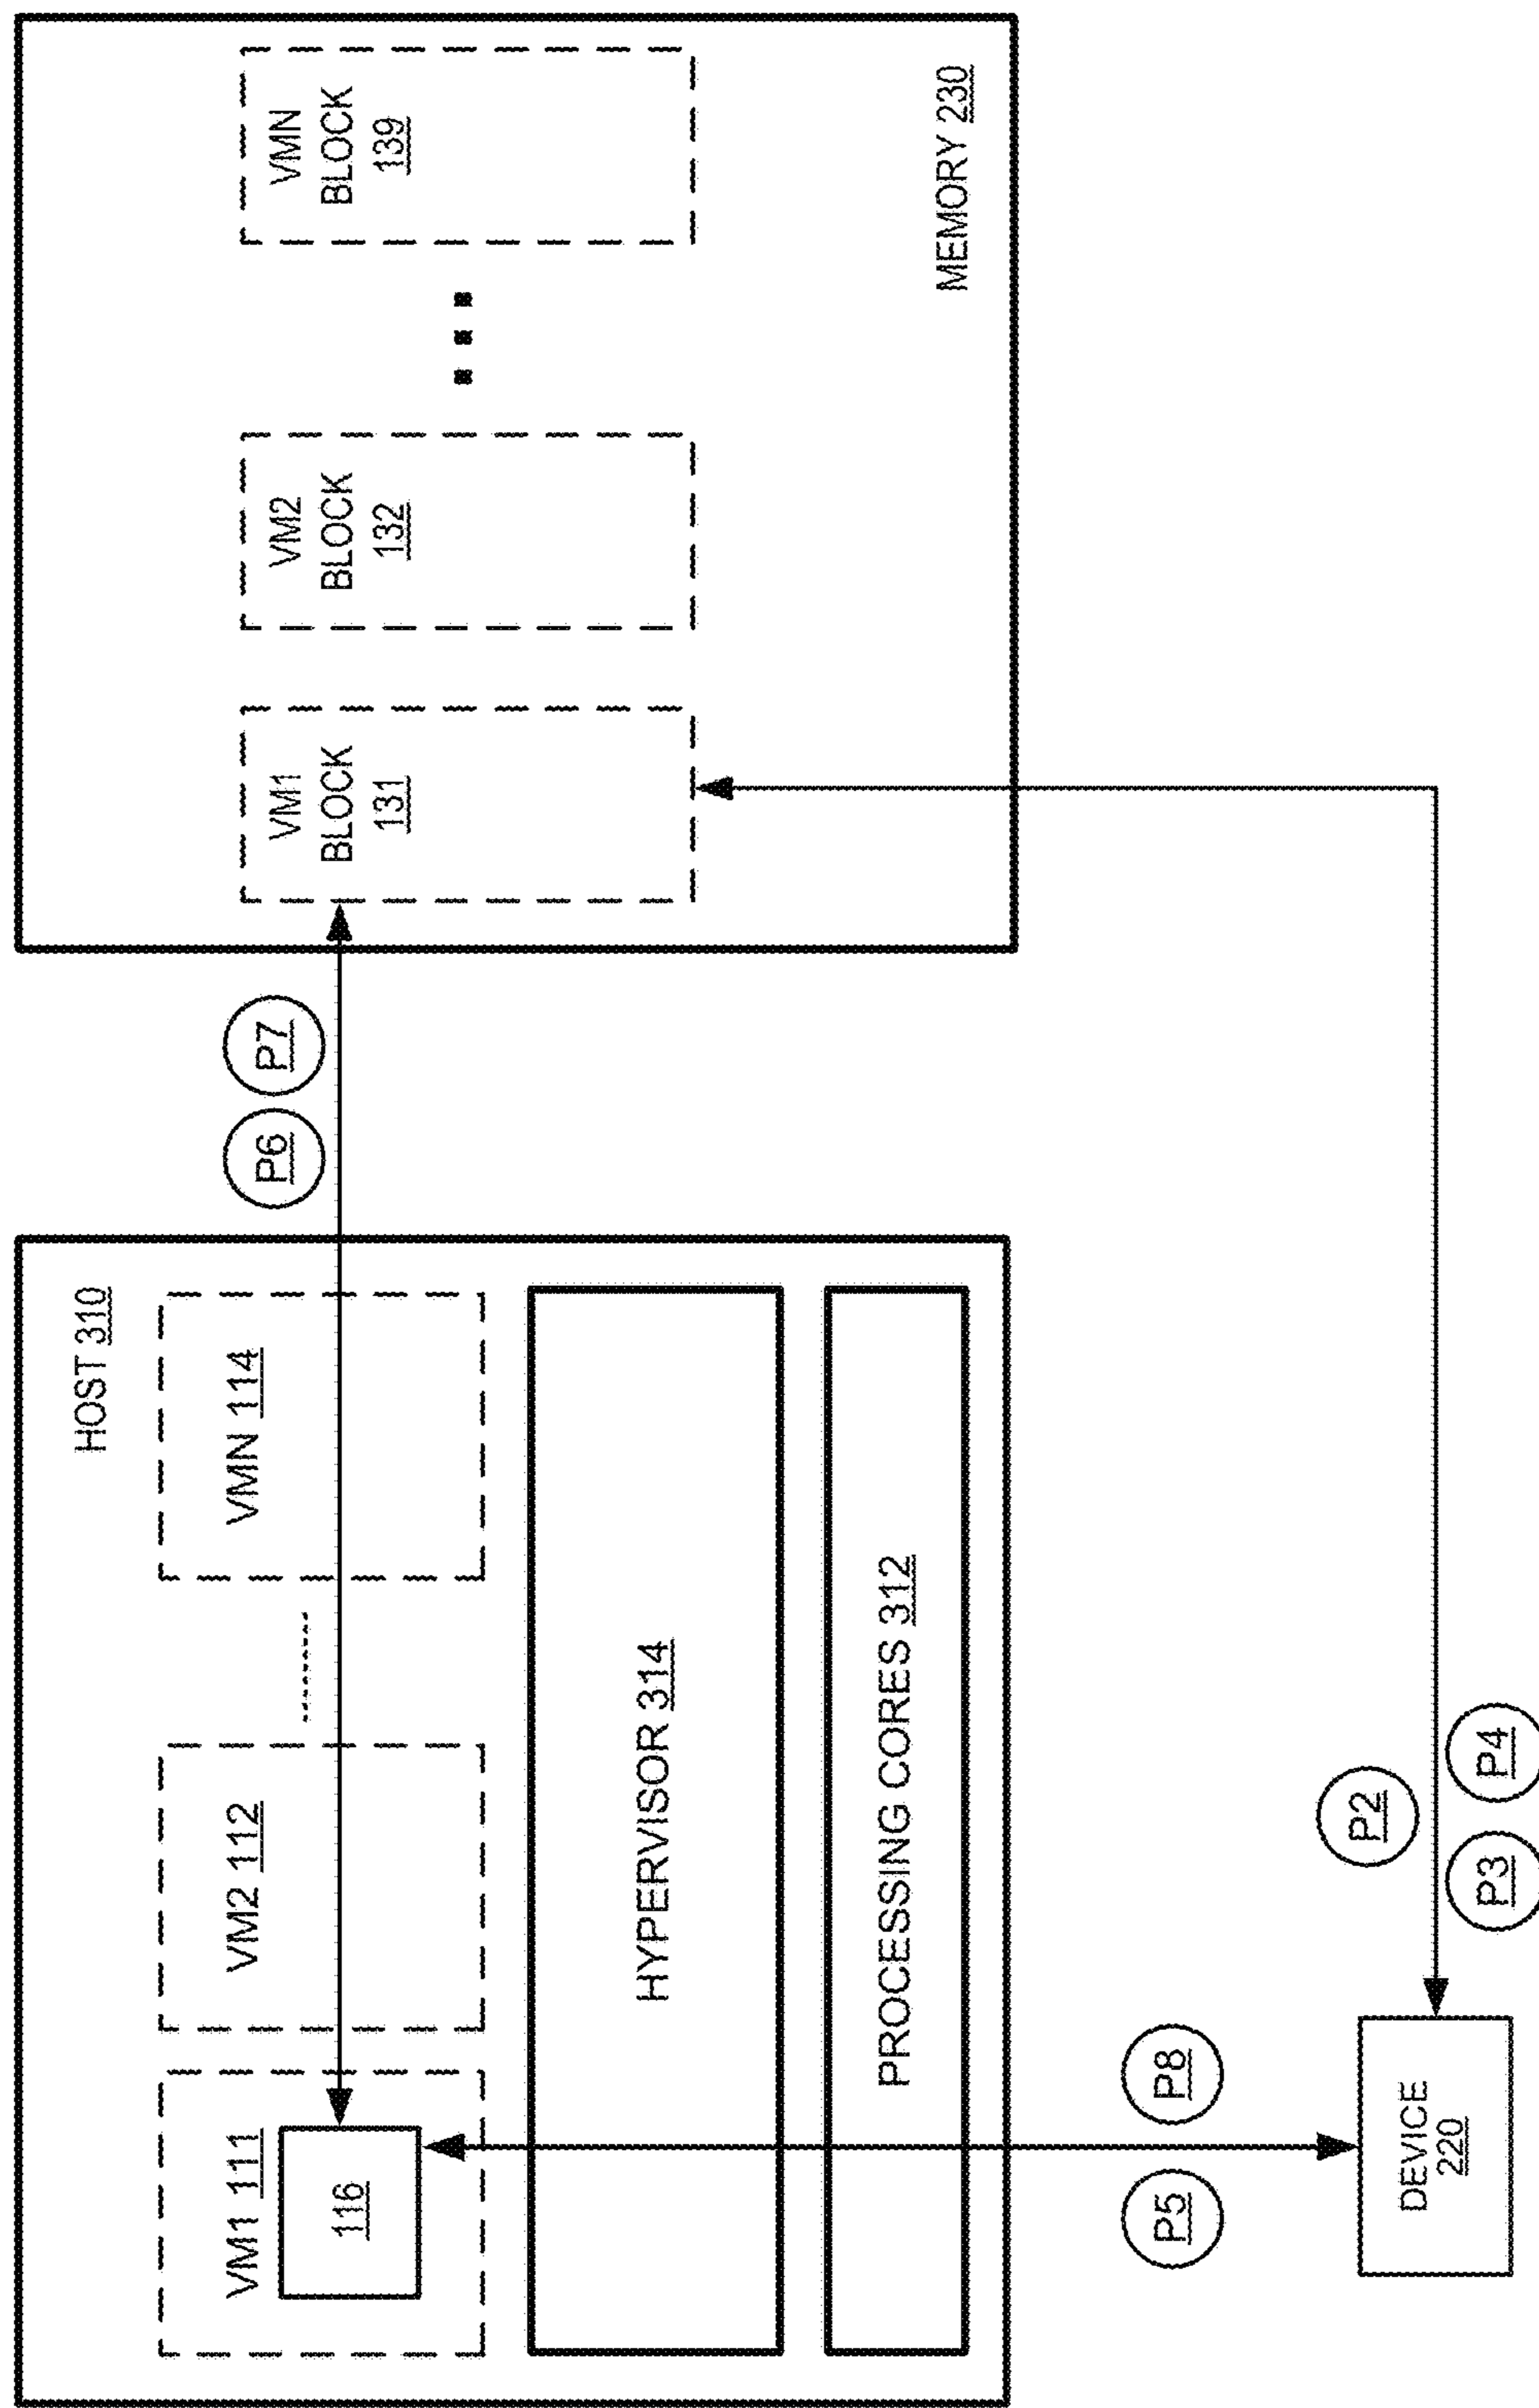 HOST 310
VM1 111
116
VM2 112
VMN 114
HYPERVISOR 314
PROCESSING CORES 312
P6
P7
VM1
BLOCK
131
VM2
BLOCK
132
VMN
BLOCK
139
MEMORY 230
P5
P8
DEVICE
220
P2
P3
P4